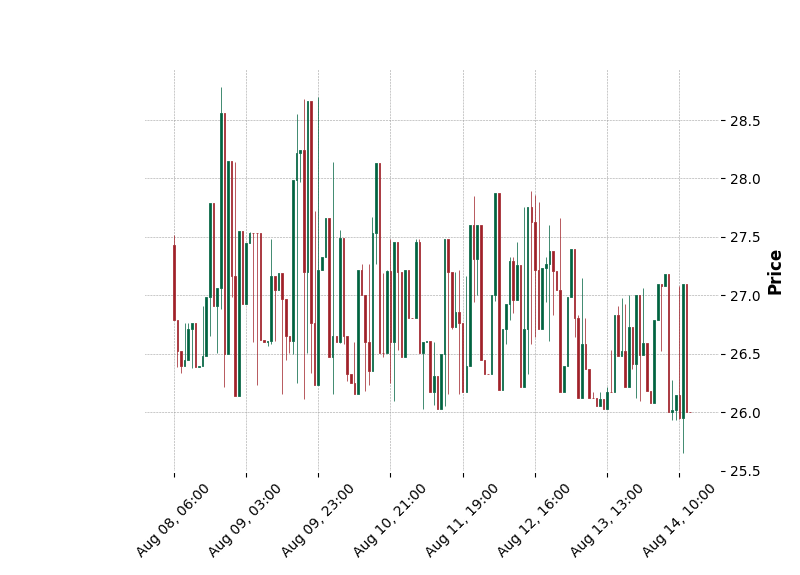 28.5
28.0
27.5
27.0
26.5
26.0
25.5
Price
Aug 08, 06:00
Aug 09, 03:00
Aug 09, 23:00
Aug 10, 21:00
Aug 11, 19:00
Aug 12, 16:00
Aug 13, 13:00
Aug 14, 10:00